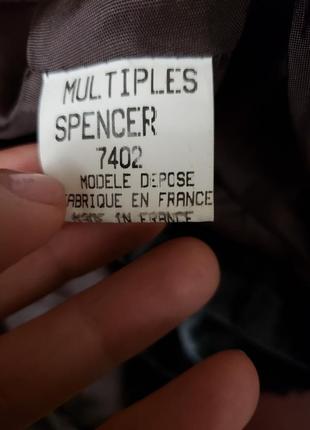 MULTIPLES
SPENCER
7402
MODELE DEPOSE
FABRIQUE EN FRANCE
MADE IN FRANCE